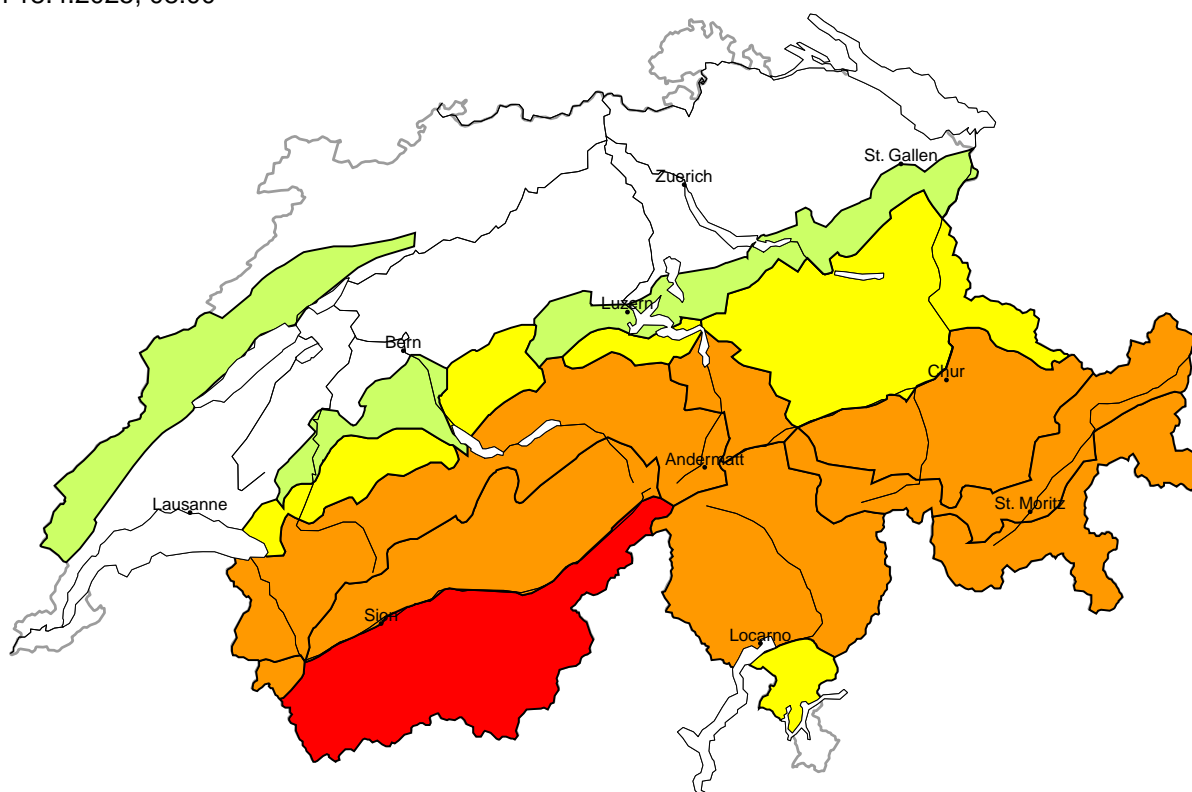 St. Gallen
Zuerich
Luzern
Bern
Chur
Andermatt
Lausanne
St. Moritz
Sion
Locarno